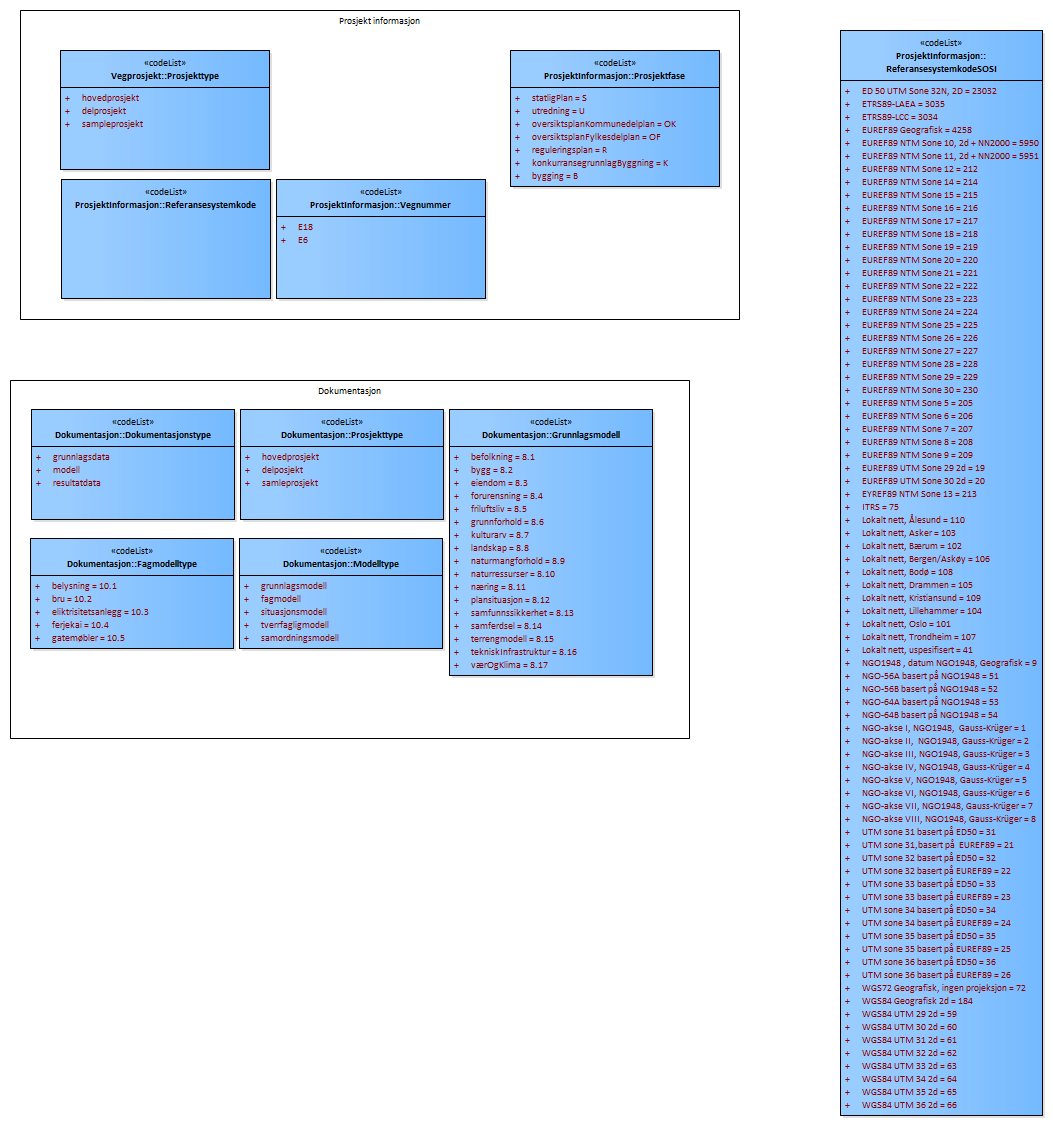 Prosjekt informasjon
«codeList»
Vegprosjekt::Prosjekttype
+ hovedprosjekt
+ delprosjekt
+ sampleprosjekt
«codeList»
ProsjektInformasjon::Prosjektfase
+ statligPlan = S
+ utredning = U
+ oversiktsplanKommunedelplan = OK
+ oversiktsplanFylkesdelplan = OF
+ reguleringsplan = R
+ konkurransegrunnlagByggning = K
+ bygging = B
«codeList»
ProsjektInformasjon::Referansesystemkode
«codeList»
ProsjektInformasjon::Vegnummer
+ E18
+ E6
Dokumentasjon
«codeList»
Dokumentasjon::Dokumentasjonstype
+ grunnlagsdata
+ modell
+ resultatdata
«codeList»
Dokumentasjon::Prosjekttype
+ hovedprosjekt
+ delposjekt
+ samleprosjekt
«codeList»
Dokumentasjon::Grunnlagsmodell
+ befolkning = 8.1
+ bygg = 8.2
+ eiendom = 8.3
+ forurensning = 8.4
+ friluftsliv = 8.5
+ grunnforhold = 8.6
+ kulturarv = 8.7
+ landskap = 8.8
+ naturmangforhold = 8.9
+ naturressurser = 8.10
+ næring = 8.11
+ plansituasjon = 8.12
+ samfunnssikkerhet = 8.13
+ samferdsel = 8.14
+ terrengmodell = 8.15
+ tekniskInfrastruktur = 8.16
+ værOgKlima = 8.17
«codeList»
Dokumentasjon::Fagmodelltype
+ belysning = 10.1
+ bru = 10.2
+ eliktrisitetsanlegg = 10.3
+ ferjekai = 10.4
+ gatemøbler = 10.5
«codeList»
Dokumentasjon::Modelltype
+ grunnlagsmodell
+ fagmodell
+ situasjonsmodell
+ tverrfagligmodell
+ samordningsmodell
«codeList»
ProsjektInformasjon::
ReferansesystemkodeSOSI
+ ED 50 UTM Sone 32N, 2D = 23032
+ ETRS89-LAEA = 3035
+ ETRS89-LCC = 3034
+ EUREF89 Geografisk = 4258
+ EUREF89 NTM Sone 10, 2d + NN2000 = 5950
+ EUREF89 NTM Sone 11, 2d + NN2000 = 5951
+ EUREF89 NTM Sone 12 = 212
+ EUREF89 NTM Sone 14 = 214
+ EUREF89 NTM Sone 15 = 215
+ EUREF89 NTM Sone 16 = 216
+ EUREF89 NTM Sone 17 = 217
+ EUREF89 NTM Sone 18 = 218
+ EUREF89 NTM Sone 19 = 219
+ EUREF89 NTM Sone 20 = 220
+ EUREF89 NTM Sone 21 = 221
+ EUREF89 NTM Sone 22 = 222
+ EUREF89 NTM Sone 23 = 223
+ EUREF89 NTM Sone 24 = 224
+ EUREF89 NTM Sone 25 = 225
+ EUREF89 NTM Sone 26 = 226
+ EUREF89 NTM Sone 27 = 227
+ EUREF89 NTM Sone 28 = 228
+ EUREF89 NTM Sone 29 = 229
+ EUREF89 NTM Sone 30 = 230
+ EUREF89 NTM Sone 5 = 205
+ EUREF89 NTM Sone 6 = 206
+ EUREF89 NTM Sone 7 = 207
+ EUREF89 NTM Sone 8 = 208
+ EUREF89 NTM Sone 9 = 209
+ EUREF89 UTM Sone 29 2d = 19
+ EUREF89 UTM Sone 30 2d = 20
+ EYREF89 NTM Sone 13 = 213
+ ITRS = 75
+ Lokalt nett, Ålesund = 110
+ Lokalt nett, Asker = 103
+ Lokalt nett, Bærum = 102
+ Lokalt nett, Bergen/Askøy = 106
+ Lokalt nett, Bodø = 108
+ Lokalt nett, Drammen = 105
+ Lokalt nett, Kristiansund = 109
+ Lokalt nett, Lillehammer = 104
+ Lokalt nett, Oslo = 101
+ Lokalt nett, Trondheim = 107
+ Lokalt nett, uspesifisert = 41
+ NGO1948 , datum NGO1948, Geografisk = 9
+ NGO-56A basert på NGO1948 = 51
+ NGO-56B basert på NGO1948 = 52
+ NGO-64A basert på NGO1948 = 53
+ NGO-64B basert på NGO1948 = 54
+ NGO-akse I, NGO1948, Gauss-Krüger = 1
+ NGO-akse II, NGO1948, Gauss-Krüger = 2
+ NGO-akse III, NGO1948, Gauss-Krüger = 3
+ NGO-akse IV, NGO1948, Gauss-Krüger = 4
+ NGO-akse V, NGO1948, Gauss-Krüger = 5
+ NGO-akse VI, NGO1948, Gauss-Krüger = 6
+ NGO-akse VII, NGO1948, Gauss-Krüger = 7
+ NGO-akse VIII, NGO1948, Gauss-Krüger = 8
+ UTM sone 31 basert på ED50 = 31
+ UTM sone 31,basert på EUREF89 = 21
+ UTM sone 32 basert på ED50 = 32
+ UTM sone 32 basert på EUREF89 = 22
+ UTM sone 33 basert på ED50 = 33
+ UTM sone 33 basert på EUREF89 = 23
+ UTM sone 34 basert på ED50 = 34
+ UTM sone 34 basert på EUREF89 = 24
+ UTM sone 35 basert på ED50 = 35
+ UTM sone 35 basert på EUREF89 = 25
+ UTM sone 36 basert på ED50 = 36
+ UTM sone 36 basert på EUREF89 = 26
+ WGS72 Geografisk, ingen projeksjon = 72
+ WGS84 Geografisk 2d = 184
+ WGS84 UTM 29 2d = 59
+ WGS84 UTM 30 2d = 60
+ WGS84 UTM 31 2d = 61
+ WGS84 UTM 32 2d = 62
+ WGS84 UTM 33 2d = 63
+ WGS84 UTM 34 2d = 64
+ WGS84 UTM 35 2d = 65
+ WGS84 UTM 36 2d = 66